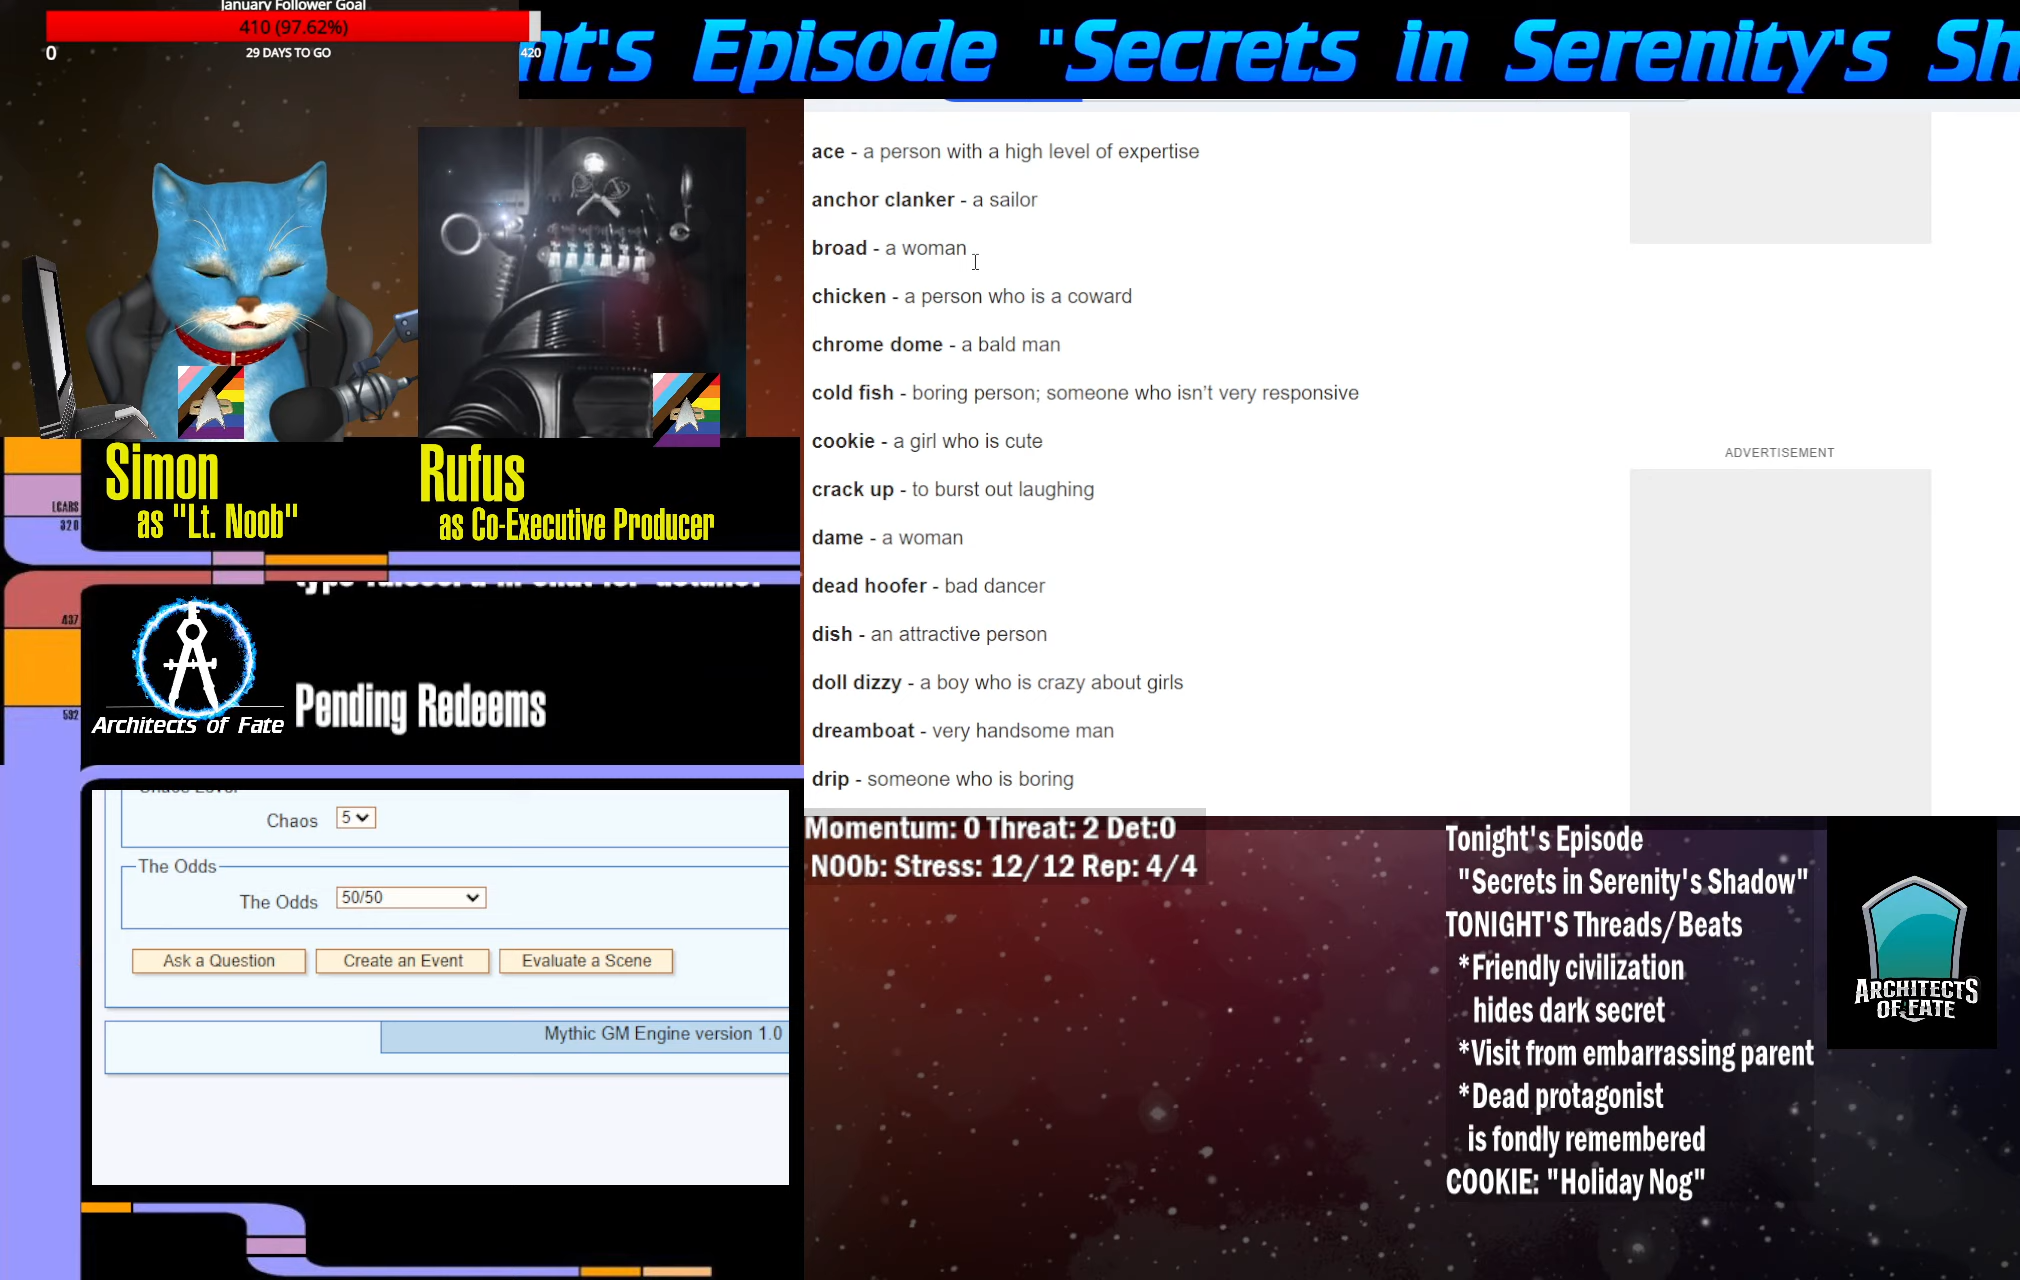 January Follower Goal
410 (97.62%)
0
29 DAYS TO GO
420
nt's Episode "Secrets in Serenity's Sh
ace - a person with a high level of expertise
anchor clanker - a sailor
broad - a woman
chicken - a person who is a coward
chrome dome - a bald man
cold fish - boring person; someone who isn't very responsive
cookie - a girl who is cute
crack up - to burst out laughing
dame - a woman
dead hoofer - bad dancer
dish - an attractive person
doll dizzy - a boy who is crazy about girls
dreamboat - very handsome man
drip - someone who is boring
ADVERTISEMENT
Simon
as "Lt. Noob"
Rufus
as Co-Executive Producer
LCARS
320
437
592
Architects of Fate
Pending Redeems
Chaos Level
Chaos
5
The Odds
The Odds
50/50
Ask a Question
Create an Event
Evaluate a Scene
Mythic GM Engine version 1.0
Momentum: 0 Threat: 2 Det:0
N00b: Stress: 12/12 Rep: 4/4
Tonight's Episode
"Secrets in Serenity's Shadow"
TONIGHT'S Threads/Beats
*Friendly civilization
hides dark secret
*Visit from embarrassing parent
*Dead protagonist
is fondly remembered
COOKIE: "Holiday Nog"
ARCHITECTS
OF FATE